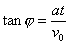 tan φ = at/v₀